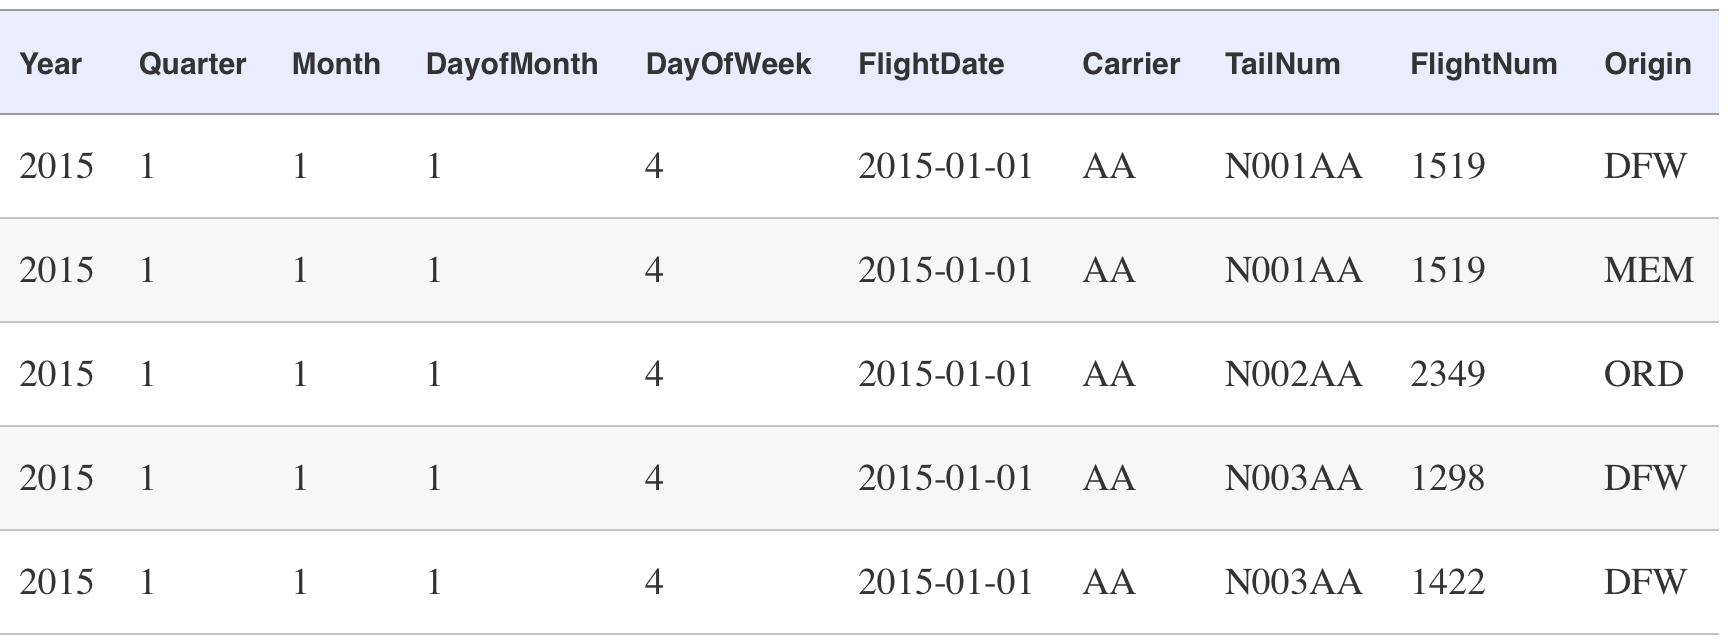 Year Quarter Month DayofMonth DayOfWeek FlightDate Carrier TailNum FlightNum Origin
2015 1 1 1 4 2015-01-01 AA N001AA 1519 DFW
2015 1 1 1 4 2015-01-01 AA N001AA 1519 MEM
2015 1 1 1 4 2015-01-01 AA N002AA 2349 ORD
2015 1 1 1 4 2015-01-01 AA N003AA 1298 DFW
2015 1 1 1 4 2015-01-01 AA N003AA 1422 DFW